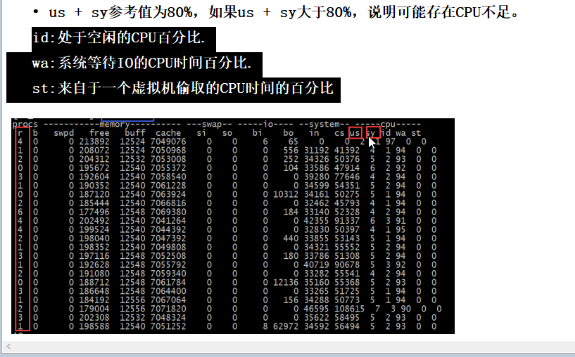 • us + sy参考值为80%，如果us + sy大于80%，说明可能存在CPU不足。
id:处于空闲的CPU百分比.
wa:系统等待IO的CPU时间百分比.
st:来自于一个虚拟机偷取的CPU时间的百分比
procs -----------memory---------- ---swap-- -----io---- --system-- -----cpu-----
r b swpd free buff cache si so bi bo in cs us sy id wa st
4 0 0 213892 12524 7049076 0 0 6 65 0 0 2 1 97 0 0
1 0 0 208072 12524 7050968 0 0 0 556 31192 41392 4 1 94 0 0
2 0 0 204312 12532 7053008 0 0 0 252 34326 50376 5 2 93 0 0
0 0 0 195672 12540 7055372 0 0 0 104 33586 47914 6 2 92 0 0
3 0 0 192604 12540 7058540 0 0 0 0 39280 77646 4 2 94 0 0
1 0 0 190352 12540 7061228 0 0 0 0 34599 54351 5 2 94 0 0
0 0 0 187120 12540 7063924 0 0 0 10312 34161 50275 5 1 94 0 0
2 0 0 185444 12540 7066816 0 0 0 0 32462 45793 4 1 94 0 0
6 0 0 177496 12548 7069380 0 0 0 184 33140 52328 4 2 94 0 0
4 0 0 202492 12540 7041264 0 0 0 0 42355 91337 6 3 91 0 0
4 0 0 199524 12540 7044392 0 0 0 0 32830 50397 4 1 95 0 0
2 0 0 198040 12540 7047392 0 0 0 440 33855 53143 5 1 94 0 0
1 0 0 198352 12540 7049808 0 0 0 0 34321 55552 5 2 94 0 0
3 0 0 197116 12548 7052508 0 0 0 180 33786 51308 5 2 94 0 0
1 0 0 192628 12548 7055792 0 0 0 0 40719 90678 5 3 92 0 0
2 0 0 191080 12548 7059340 0 0 0 0 33282 55541 4 2 94 0 0
0 0 0 188712 12548 7061784 0 0 0 12136 35160 55368 5 2 93 0 0
3 0 0 186648 12548 7064400 0 0 0 0 33265 51725 5 1 94 0 0
1 0 0 184192 12556 7067064 0 0 0 156 34288 50773 5 1 94 0 0
2 0 0 179004 12556 7071820 0 0 0 0 46595 108615 7 3 90 0 0
3 0 0 202308 12532 7048324 0 0 0 0 35622 58495 5 2 93 0 0
1 0 0 198588 12540 7051252 0 0 8 62972 34592 56494 5 2 93 0 0